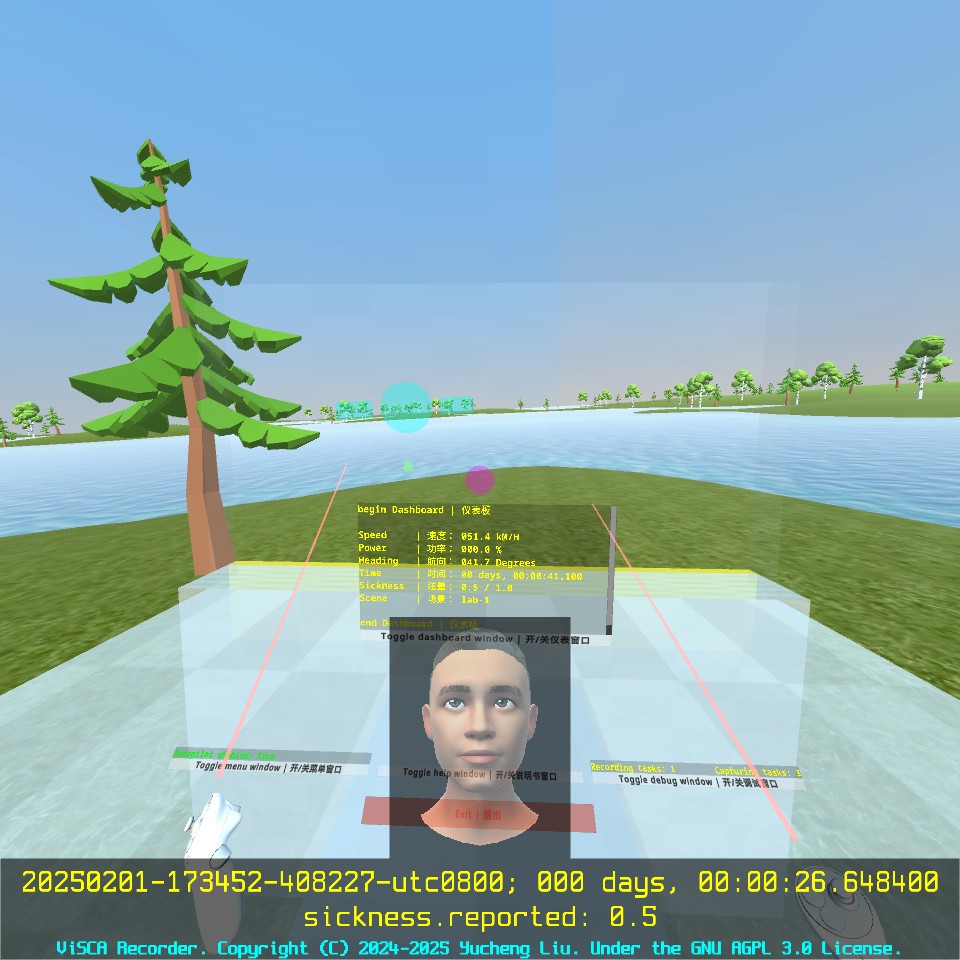 begin Dashboard | 仪表板
Speed | 速度： 051.4 kM/H
Power | 功率： 000.0 %
Heading | 航向： 041.7 Degrees
Time | 时间： 00 days, 00:00:41.100
Sickness | 眩晕： 0.5 / 1.0
Scene | 场景： lab-1
end Dashboard | 仪表板
Toggle dashboard window | 开/关仪表窗口
Autopilot enabled: True
Toggle menu window | 开/关菜单窗口
Toggle help window | 开/关说明书窗口
Recording tasks: 1 Capturing tasks: 3
Toggle debug window | 开/关调试窗口
Exit | 退出
20250201-173452-408227-utc0800; 000 days, 00:00:26.648400
sickness.reported: 0.5
ViSCA Recorder. Copyright (C) 2024-2025 Yucheng Liu. Under the GNU AGPL 3.0 License.